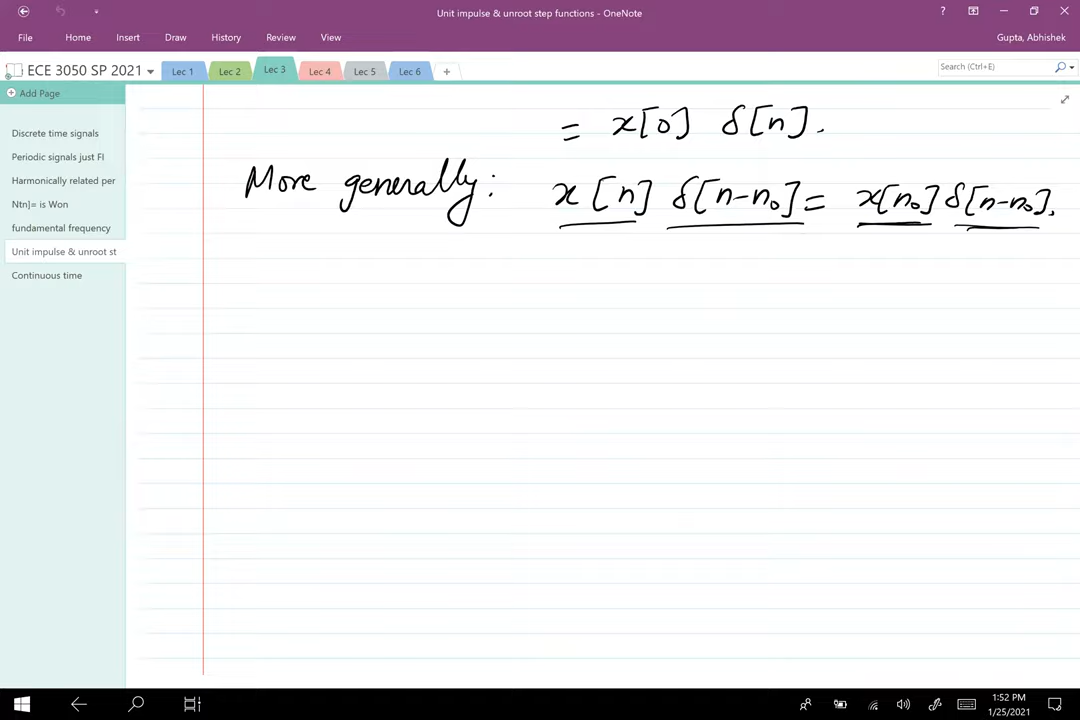 Unit impulse & unroot step functions - OneNote
File Home Insert Draw History Review View
Gupta, Abhishek
ECE 3050 SP 2021
Lec 1 Lec 2 Lec 3 Lec 4 Lec 5 Lec 6 +
Search (Ctrl+E)
Add Page
Discrete time signals
Periodic signals just FI
Harmonically related per
Ntn]= is Won
fundamental frequency
Unit impulse & unroot st
Continuous time
= x[0] δ[n].
More generally: x[n] δ[n-n₀] = x[n₀] δ[n-n₀].
1:52 PM
1/25/2021